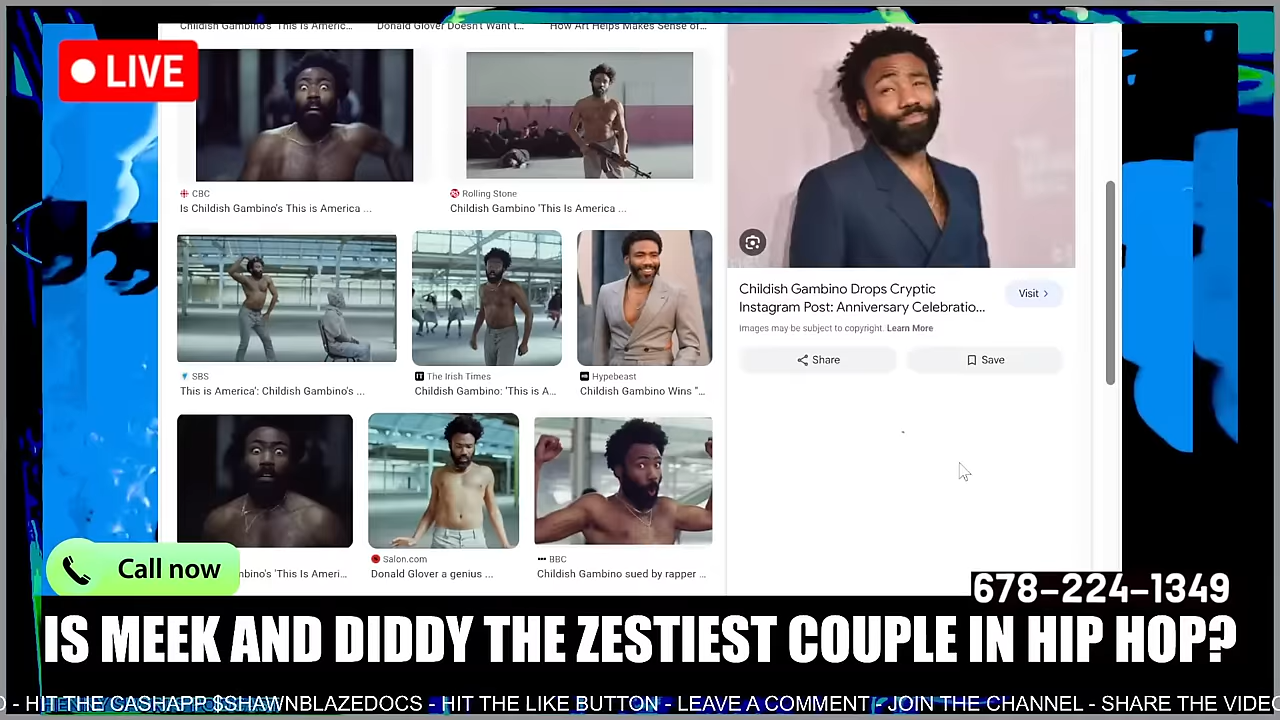 Childish Gambino's 'This Is Americ...
Donald Glover Doesn't Want t...
How Art Helps Makes Sense of...
LIVE
CBC
Is Childish Gambino's This is America ...
Rolling Stone
Childish Gambino 'This Is America ...
Childish Gambino Drops Cryptic
Instagram Post: Anniversary Celebratio...
Visit
Images may be subject to copyright. Learn More
Share
Save
SBS
This is America': Childish Gambino's ...
The Irish Times
Childish Gambino: 'This is A...
Hypebeast
Childish Gambino Wins "...
Salon.com
Donald Glover a genius ...
BBC
Childish Gambino sued by rapper ...
mbino's 'This Is Ameri...
Call now
678-224-1349
IS MEEK AND DIDDY THE ZESTIEST COUPLE IN HIP HOP?
O - HIT THE CASHAPP $SHAWNBLAZEDOCS - HIT THE LIKE BUTTON - LEAVE A COMMENT - JOIN THE CHANNEL - SHARE THE VIDEO